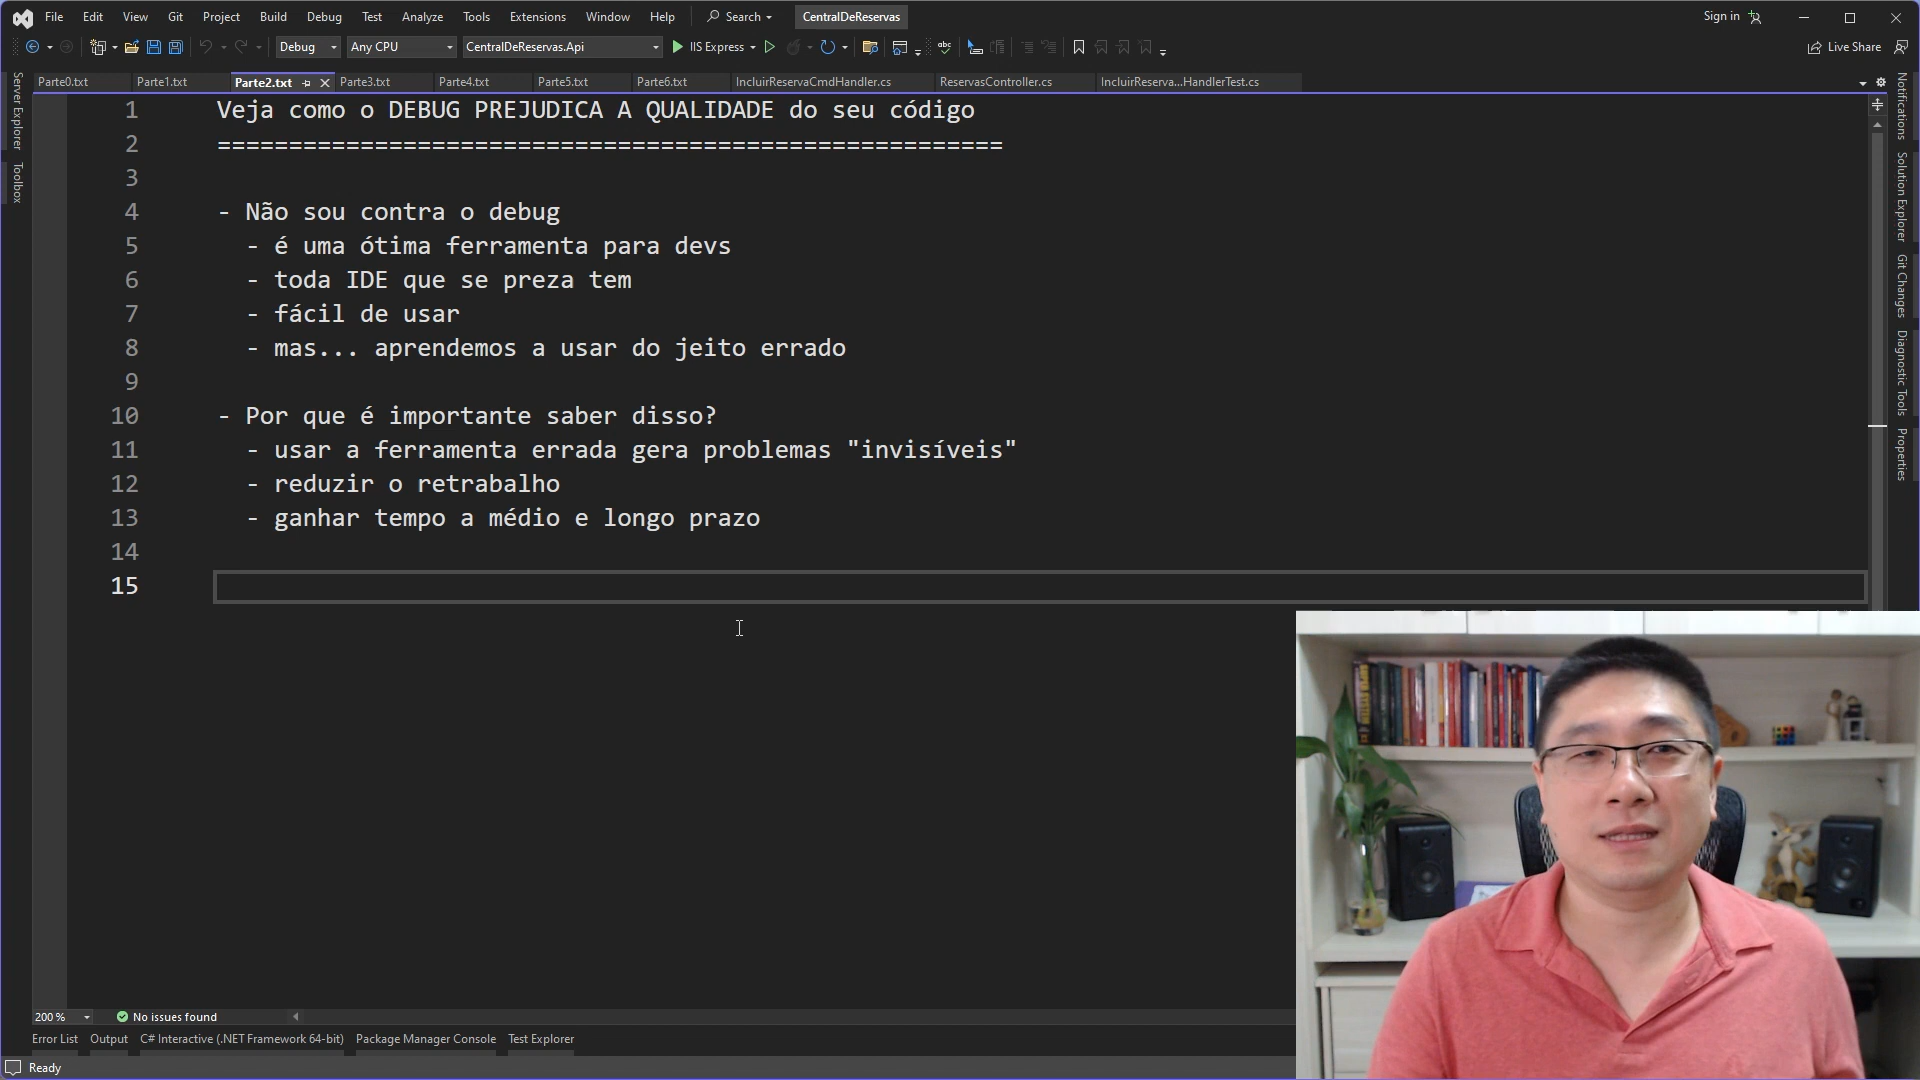 File Edit View Git Project Build Debug Test Analyze Tools Extensions Window Help Search CentralDeReservas Sign in
Debug Any CPU CentralDeReservas.Api IIS Express Live Share
Parte0.txt Parte1.txt Parte2.txt Parte3.txt Parte4.txt Parte5.txt Parte6.txt IncluirReservaCmdHandler.cs ReservasController.cs IncluirReserva...HandlerTest.cs
Server Explorer
Toolbox
1 Veja como o DEBUG PREJUDICA A QUALIDADE do seu código
2 =======================================================
3
4 - Não sou contra o debug
5 - é uma ótima ferramenta para devs
6 - toda IDE que se preza tem
7 - fácil de usar
8 - mas... aprendemos a usar do jeito errado
9
10 - Por que é importante saber disso?
11 - usar a ferramenta errada gera problemas "invisíveis"
12 - reduzir o retrabalho
13 - ganhar tempo a médio e longo prazo
14
15
Notifications
Solution Explorer
Git Changes
Diagnostic Tools
Properties
200 % No issues found
Error List Output C# Interactive (.NET Framework 64-bit) Package Manager Console Test Explorer
Ready